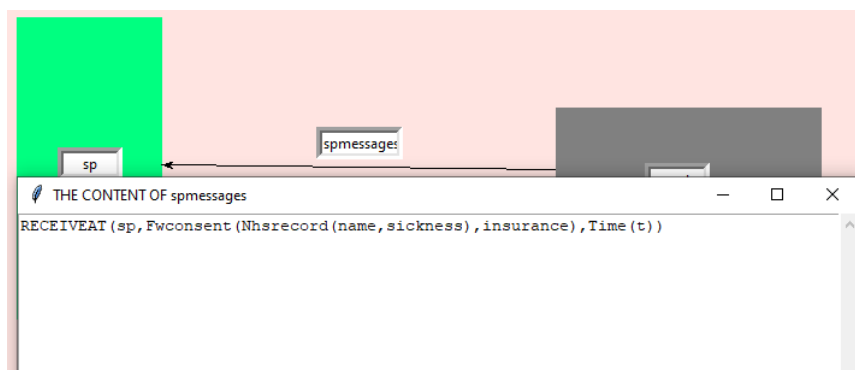 spmessages
sp
THE CONTENT OF spmessages
RECEIVEAT(sp,Fwconsent(Nhsrecord(name,sickness),insurance),Time(t))